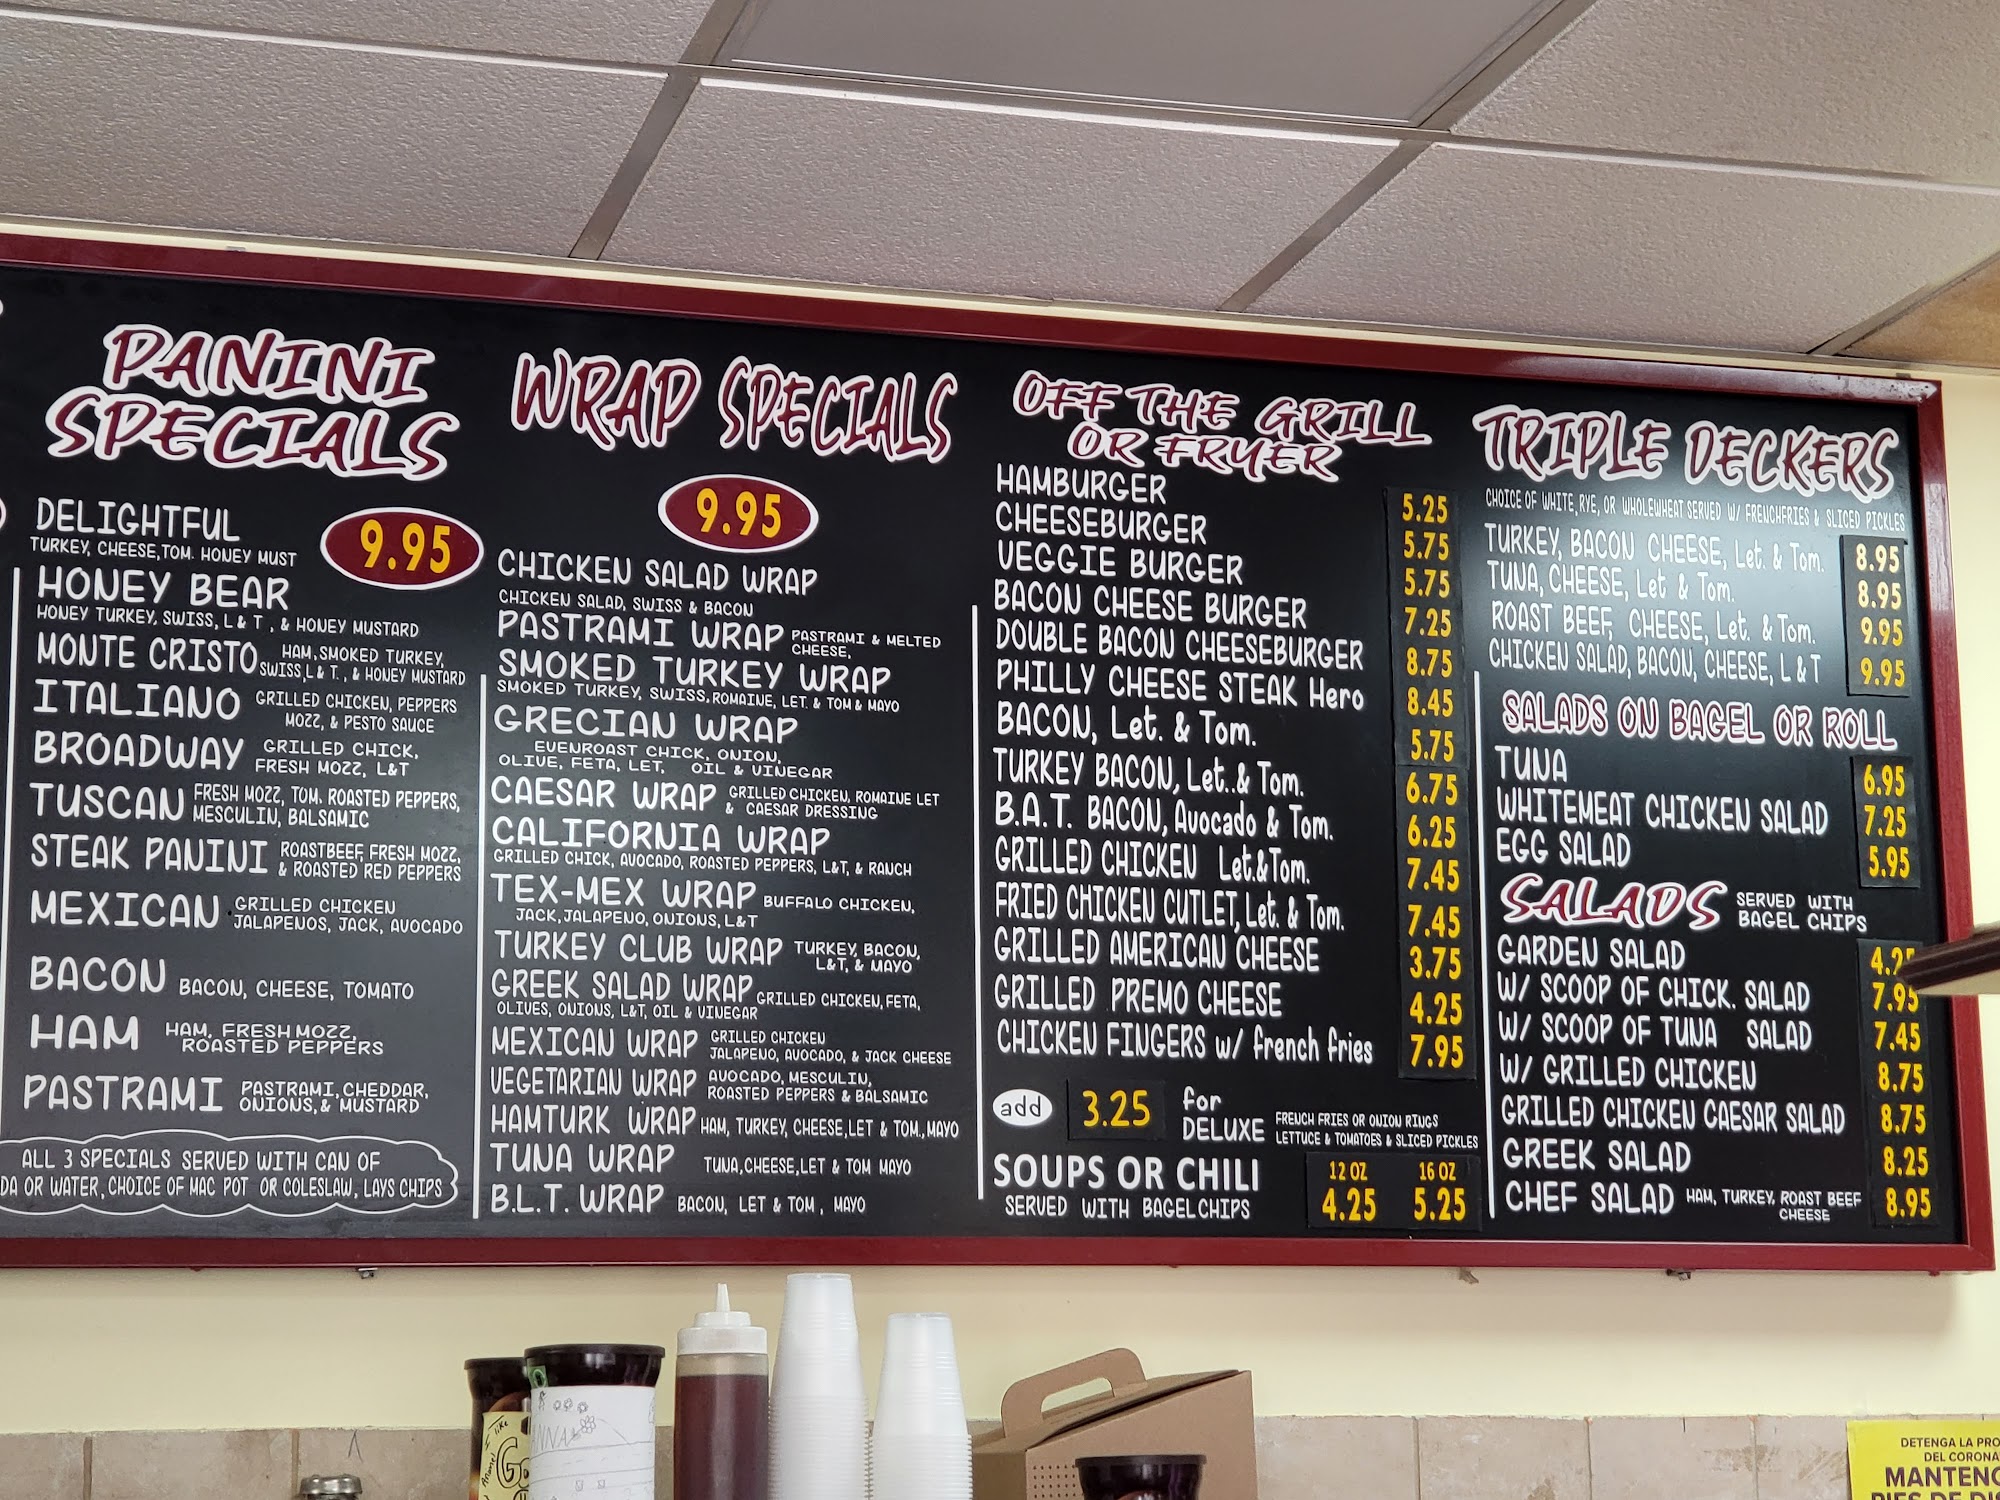 PANINI
SPECIALS
9.95
DELIGHTFUL
TURKEY, CHEESE,TOM. HONEY MUST
HONEY BEAR
HONEY TURKEY, SWISS, L & T , & HONEY MUSTARD
MONTE CRISTO HAM,SMOKED TURKEY,
SWISS,L& T. , & HONEY MUSTARD
ITALIANO GRILLED CHICKEN, PEPPERS
MOZZ, & PESTO SAUCE
BROADWAY GRILLED CHICK,
FRESH MOZZ, L&T
TUSCAN FRESH MOZZ, TOM. ROASTED PEPPERS,
MESCULIN, BALSAMIC
STEAK PANINI ROASTBEEF, FRESH MOZZ,
& ROASTED RED PEPPERS
MEXICAN GRILLED CHICKEN
JALAPENOS, JACK, AVOCADO
BACON BACON, CHEESE, TOMATO
HAM HAM, FRESH MOZZ,
ROASTED PEPPERS
PASTRAMI PASTRAMI, CHEDDAR,
ONIONS,& MUSTARD
ALL 3 SPECIALS SERVED WITH CAN OF
DA OR WATER, CHOICE OF MAC POT OR COLESLAW, LAYS CHIPS
WRAP SPECIALS
9.95
CHICKEN SALAD WRAP
CHICKEN SALAD, SWISS & BACON
PASTRAMI WRAP PASTRAMI & MELTED
CHEESE,
SMOKED TURKEY WRAP
SMOKED TURKEY, SWISS,ROMAINE, LET. & TOM & MAYO
GRECIAN WRAP
EVENROAST CHICK, ONION,
OLIVE, FETA, LET, OIL & VINEGAR
CAESAR WRAP GRILLED CHICKEN, ROMAINE LET
& CAESAR DRESSING
CALIFORNIA WRAP
GRILLED CHICK, AVOCADO, ROASTED PEPPERS, L&T, & RANCH
TEX-MEX WRAP BUFFALO CHICKEN,
JACK,JALAPENO, ONIONS, L&T
TURKEY CLUB WRAP TURKEY, BACON,
L&T, & MAYO
GREEK SALAD WRAP GRILLED CHICKEN, FETA,
OLIVES, ONIONS, L&T, OIL & VINEGAR
MEXICAN WRAP GRILLED CHICKEN
JALAPENO, AVOCADO, & JACK CHEESE
VEGETARIAN WRAP AVOCADO, MESCULIN,
ROASTED PEPPERS & BALSAMIC
HAMTURK WRAP HAM, TURKEY, CHEESE,LET & TOM.,MAYO
TUNA WRAP TUNA,CHEESE,LET & TOM MAYO
B.L.T. WRAP BACON, LET & TOM , MAYO
OFF THE GRILL
OR FRYER
HAMBURGER 5.25
CHEESEBURGER 5.75
VEGGIE BURGER 5.75
BACON CHEESE BURGER 7.25
DOUBLE BACON CHEESEBURGER 8.75
PHILLY CHEESE STEAK Hero 8.45
BACON, Let. & Tom. 5.75
TURKEY BACON, Let..& Tom. 6.75
B.A.T. BACON, Avocado & Tom. 6.25
GRILLED CHICKEN Let.&Tom. 7.45
FRIED CHICKEN CUTLET, Let. & Tom. 7.45
GRILLED AMERICAN CHEESE 3.75
GRILLED PREMO CHEESE 4.25
CHICKEN FINGERS w/ french fries 7.95
add 3.25 for
DELUXE FRENCH FRIES OR ONION RINGS
LETTUCE & TOMATOES & SLICED PICKLES
SOUPS OR CHILI 12 OZ 16 OZ
SERVED WITH BAGELCHIPS 4.25 5.25
TRIPLE DECKERS
CHOICE OF WHITE, RYE, OR WHOLEWHEAT SERVED W/ FRENCHFRIES & SLICED PICKLES
TURKEY, BACON CHEESE, Let. & Tom. 8.95
TUNA, CHEESE, Let & Tom. 8.95
ROAST BEEF, CHEESE, Let. & Tom. 9.95
CHICKEN SALAD, BACON, CHEESE, L & T 9.95
SALADS ON BAGEL OR ROLL
TUNA 6.95
WHITEMEAT CHICKEN SALAD 7.25
EGG SALAD 5.95
SALADS SERVED WITH
BAGEL CHIPS
GARDEN SALAD 4.25
W/ SCOOP OF CHICK. SALAD 7.95
W/ SCOOP OF TUNA SALAD 7.45
W/ GRILLED CHICKEN 8.75
GRILLED CHICKEN CAESAR SALAD 8.75
GREEK SALAD 8.25
CHEF SALAD HAM, TURKEY, ROAST BEEF 8.95
CHEESE
DETENGA LA PRO
DEL CORONA
MANTENG